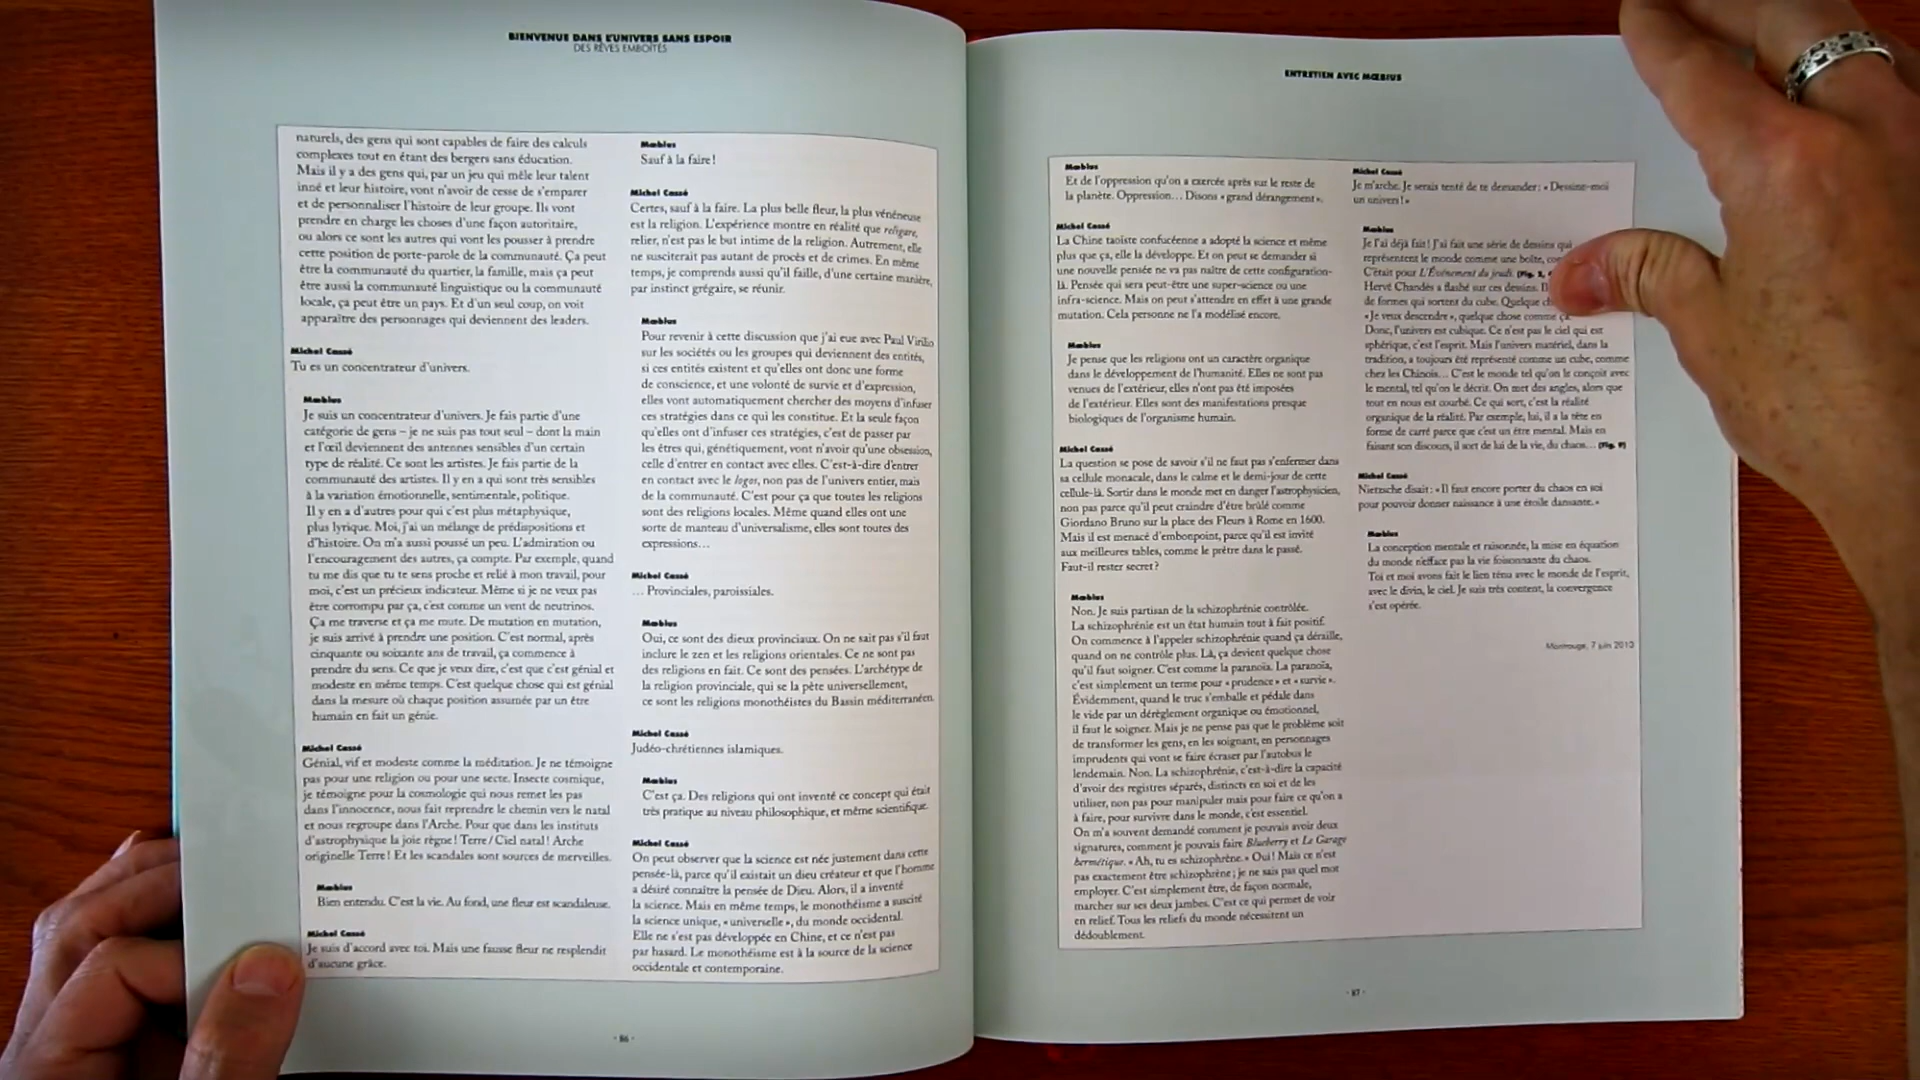 BIENVENUE DANS L'UNIVERS SANS ESPOIR
DES RÊVES EMBOÎTÉS
naturels, des gens qui sont capables de faire des calculs
complexes tout en étant des bergers sans éducation.
Mais il y a des gens qui, par un jeu qui mêle leur talent
inné et leur histoire, vont n'avoir de cesse de s'emparer
et de personnaliser l'histoire de leur groupe. Ils vont
prendre en charge les choses d'une façon autoritaire,
ou alors ce sont les autres qui vont les pousser à prendre
cette position de porte-parole de la communauté. Ça peut
être la communauté du quartier, la famille, mais ça peut
être aussi la communauté linguistique ou la communauté
locale, ça peut être un pays. Et d'un seul coup, on voit
apparaître des personnages qui deviennent des leaders.
Michel Cassé
Tu es un concentrateur d'univers.
Mœbius
Je suis un concentrateur d'univers. Je fais partie d'une
catégorie de gens – je ne suis pas tout seul – dont la main
et l'œil deviennent des antennes sensibles d'un certain
type de réalité. Ce sont les artistes. Je fais partie de la
communauté des artistes. Il y en a qui sont très sensibles
à la variation émotionnelle, sentimentale, politique.
Il y en a d'autres pour qui c'est plus métaphysique,
plus lyrique. Moi, j'ai un mélange de prédispositions et
d'histoire. On m'a aussi poussé un peu. L'admiration ou
l'encouragement des autres, ça compte. Par exemple, quand
tu me dis que tu te sens proche et relié à mon travail, pour
moi, c'est un précieux indicateur. Même si je ne veux pas
être corrompu par ça, c'est comme un vent de neutrinos.
Ça me traverse et ça me mute. De mutation en mutation,
je suis arrivé à prendre une position. C'est normal, après
cinquante ou soixante ans de travail, ça commence à
prendre du sens. Ce que je veux dire, c'est que c'est génial et
modeste en même temps. C'est quelque chose qui est génial
dans la mesure où chaque position assumée par un être
humain en fait un génie.
Michel Cassé
Génial, vif et modeste comme la méditation. Je ne témoigne
pas pour une religion ou pour une secte. Insecte cosmique,
je témoigne pour la cosmologie qui nous remet les pas
dans l'innocence, nous fait reprendre le chemin vers le natal
et nous regroupe dans l'Arche. Pour que dans les instituts
d'astrophysique la joie règne ! Terre / Ciel natal ! Arche
originelle Terre ! Et les scandales sont sources de merveilles.
Mœbius
Bien entendu. C'est la vie. Au fond, une fleur est scandaleuse.
Michel Cassé
Je suis d'accord avec toi. Mais une fausse fleur ne resplendit
d'aucune grâce.
Mœbius
Sauf à la faire !
Michel Cassé
Certes, sauf à la faire. La plus belle fleur, la plus vénéneuse
est la religion. L'expérience montre en réalité que religare,
relier, n'est pas le but intime de la religion. Autrement, elle
ne susciterait pas autant de procès et de crimes. En même
temps, je comprends aussi qu'il faille, d'une certaine manière,
par instinct grégaire, se réunir.
Mœbius
Pour revenir à cette discussion que j'ai eue avec Paul Virilio
sur les sociétés ou les groupes qui deviennent des entités,
si ces entités existent et qu'elles ont donc une forme
de conscience, et une volonté de survie et d'expression,
elles vont automatiquement chercher des moyens d'infuser
ces stratégies dans ce qui les constitue. Et la seule façon
qu'elles ont d'infuser ces stratégies, c'est de passer par
les êtres qui, génétiquement, vont n'avoir qu'une obsession,
celle d'entrer en contact avec elles. C'est-à-dire d'entrer
en contact avec le logos, non pas de l'univers entier, mais
de la communauté. C'est pour ça que toutes les religions
sont des religions locales. Même quand elles ont une
sorte de manteau d'universalisme, elles sont toutes des
expressions…
Michel Cassé
… Provinciales, paroissiales.
Mœbius
Oui, ce sont des dieux provinciaux. On ne sait pas s'il faut
inclure le zen et les religions orientales. Ce ne sont pas
des religions en fait. Ce sont des pensées. L'archétype de
la religion provinciale, qui se la pète universellement,
ce sont les religions monothéistes du Bassin méditerranéen.
Michel Cassé
Judéo-chrétiennes islamiques.
Mœbius
C'est ça. Des religions qui ont inventé ce concept qui était
très pratique au niveau philosophique, et même scientifique.
Michel Cassé
On peut observer que la science est née justement dans cette
pensée-là, parce qu'il existait un dieu créateur et que l'homme
a désiré connaître la pensée de Dieu. Alors, il a inventé
la science. Mais en même temps, le monothéisme a suscité
la science unique, « universelle », du monde occidental.
Elle ne s'est pas développée en Chine, et ce n'est pas
par hasard. Le monothéisme est à la source de la science
occidentale et contemporaine.
· 86 ·
ENTRETIEN AVEC MŒBIUS
Mœbius
Et de l'oppression qu'on a exercée après sur le reste de
la planète. Oppression… Disons « grand dérangement ».
Michel Cassé
La Chine taoïste confucéenne a adopté la science et même
plus que ça, elle la développe. Et on peut se demander si
une nouvelle pensée ne va pas naître de cette configuration-
là. Pensée qui sera peut-être une super-science ou une
infra-science. Mais on peut s'attendre en effet à une grande
mutation. Cela personne ne l'a modélisé encore.
Mœbius
Je pense que les religions ont un caractère organique
dans le développement de l'humanité. Elles ne sont pas
venues de l'extérieur, elles n'ont pas été imposées
de l'extérieur. Elles sont des manifestations presque
biologiques de l'organisme humain.
Michel Cassé
La question se pose de savoir s'il ne faut pas s'enfermer dans
sa cellule monacale, dans le calme et le demi-jour de cette
cellule-là. Sortir dans le monde met en danger l'astrophysicien,
non pas parce qu'il peut craindre d'être brûlé comme
Giordano Bruno sur la place des Fleurs à Rome en 1600.
Mais il est menacé d'embonpoint, parce qu'il est invité
aux meilleures tables, comme le prêtre dans le passé.
Faut-il rester secret ?
Mœbius
Non. Je suis partisan de la schizophrénie contrôlée.
La schizophrénie est un état humain tout à fait positif.
On commence à l'appeler schizophrénie quand ça déraille,
quand on ne contrôle plus. Là, ça devient quelque chose
qu'il faut soigner. C'est comme la paranoïa. La paranoïa,
c'est simplement un terme pour « prudence » et « survie ».
Évidemment, quand le truc s'emballe et pédale dans
le vide par un dérèglement organique ou émotionnel,
il faut le soigner. Mais je ne pense pas que le problème soit
de transformer les gens, en les soignant, en personnages
imprudents qui vont se faire écraser par l'autobus le
lendemain. Non. La schizophrénie, c'est-à-dire la capacité
d'avoir des registres séparés, distincts en soi et de les
utiliser, non pas pour manipuler mais pour faire ce qu'on a
à faire, pour survivre dans le monde, c'est essentiel.
On m'a souvent demandé comment je pouvais avoir deux
signatures, comment je pouvais faire Blueberry et Le Garage
hermétique. « Ah, tu es schizophrène. » Oui ! Mais ce n'est
pas exactement être schizophrène ; je ne sais pas quel mot
employer. C'est simplement être, de façon normale,
marcher sur ses deux jambes. C'est ce qui permet de voir
en relief. Tous les reliefs du monde nécessitent un
dédoublement.
Michel Cassé
Je m'arche. Je serais tenté de te demander : « Dessine-moi
un univers ! »
Mœbius
Je l'ai déjà fait ! J'ai fait une série de dessins qui
représentent le monde comme une boîte,
C'était pour L'Événement du jeudi. (Fig.
Hervé Chandès a flashé sur ces dessins. Il
de formes qui sortent du cube. Quelque
« Je veux descendre », quelque chose comme ça.
Donc, l'univers est cubique. Ce n'est pas le ciel qui est
sphérique, c'est l'esprit. Mais l'univers matériel, dans la
tradition, a toujours été représenté comme un cube, comme
chez les Chinois… C'est le monde tel qu'on le conçoit avec
le mental, tel qu'on le décrit. On met des angles, alors que
tout en nous est courbé. Ce qui sort, c'est la réalité
organique de la réalité. Par exemple, lui, il a la tête en
forme de carré parce que c'est un être mental. Mais en
faisant son discours, il sort de lui de la vie, du chaos…
Michel Cassé
Nietzsche disait : « Il faut encore porter du chaos en soi
pour pouvoir donner naissance à une étoile dansante. »
Mœbius
La conception mentale et raisonnée, la mise en équation
du monde n'efface pas la vie foisonnante du chaos.
Toi et moi avons fait le lien ténu avec le monde de l'esprit,
avec le divin, le ciel. Je suis très content, la convergence
s'est opérée.
Montrouge, 7 juin 2010
· 87 ·